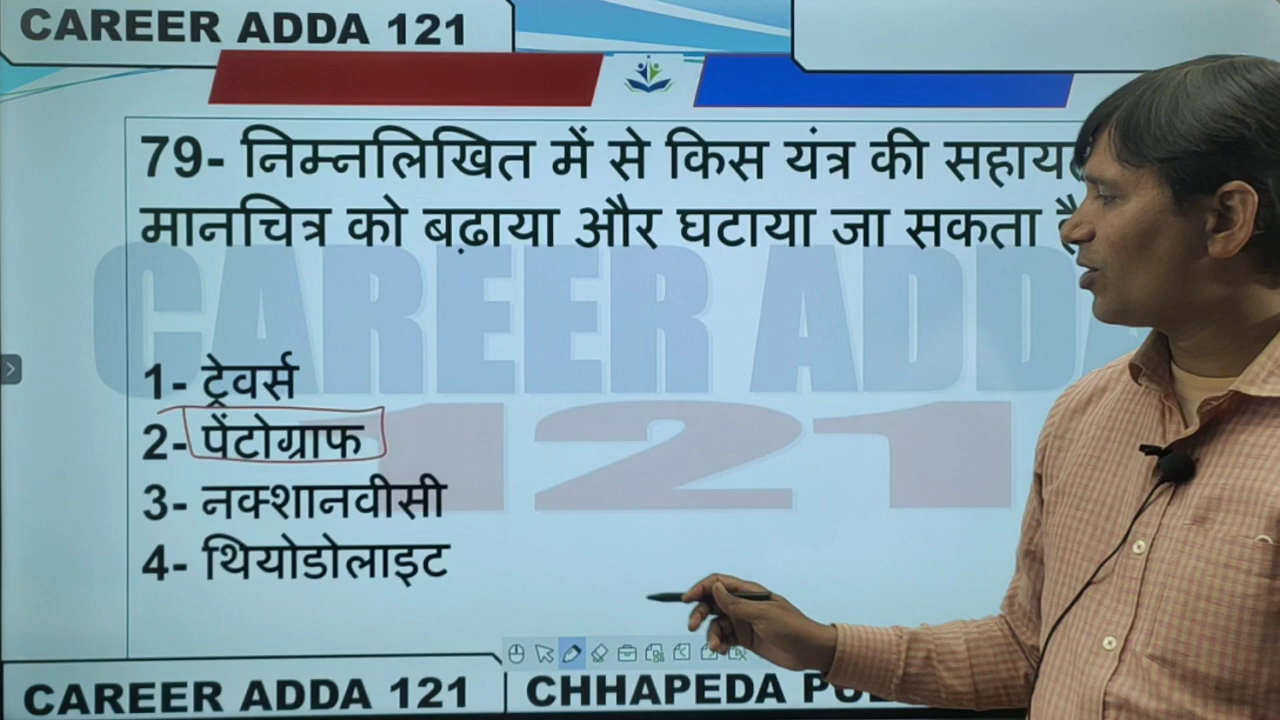 CAREER ADDA 121
79- निम्नलिखित में से किस यंत्र की
मानचित्र को बढ़ाया और घटाया जा सकता
CAREER ADDA
121
1- ट्रेवर्स
2- पेंटोग्राफ
3- नक्शानवीसी
4- थियोडोलाइट
CAREER ADDA 121
CHHAPEDA